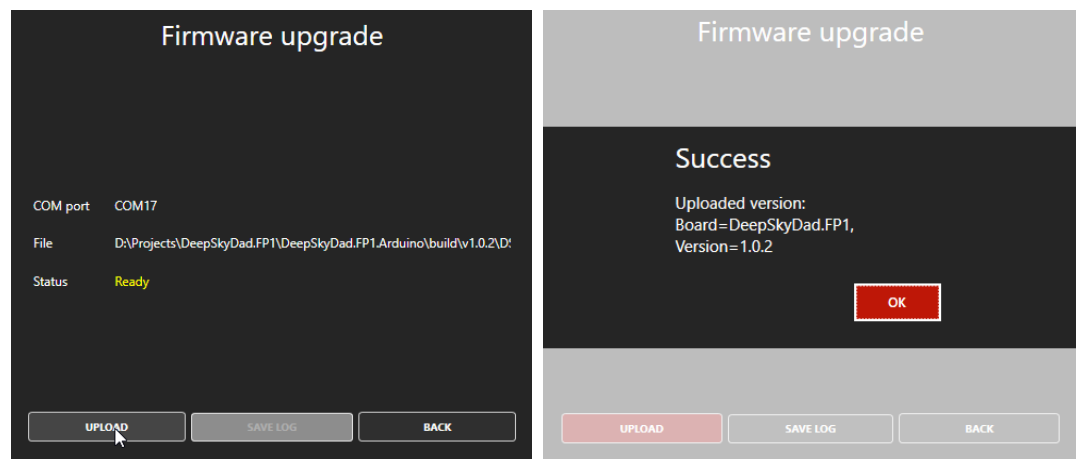 Firmware upgrade
COM port COM17
File D:\Projects\DeepSkyDad.FP1\DeepSkyDad.FP1.Arduino\build\v1.0.2\DS
Status Ready
UPLOAD SAVE LOG BACK
Firmware upgrade
Success
Uploaded version:
Board=DeepSkyDad.FP1,
Version=1.0.2
OK
UPLOAD SAVE LOG BACK